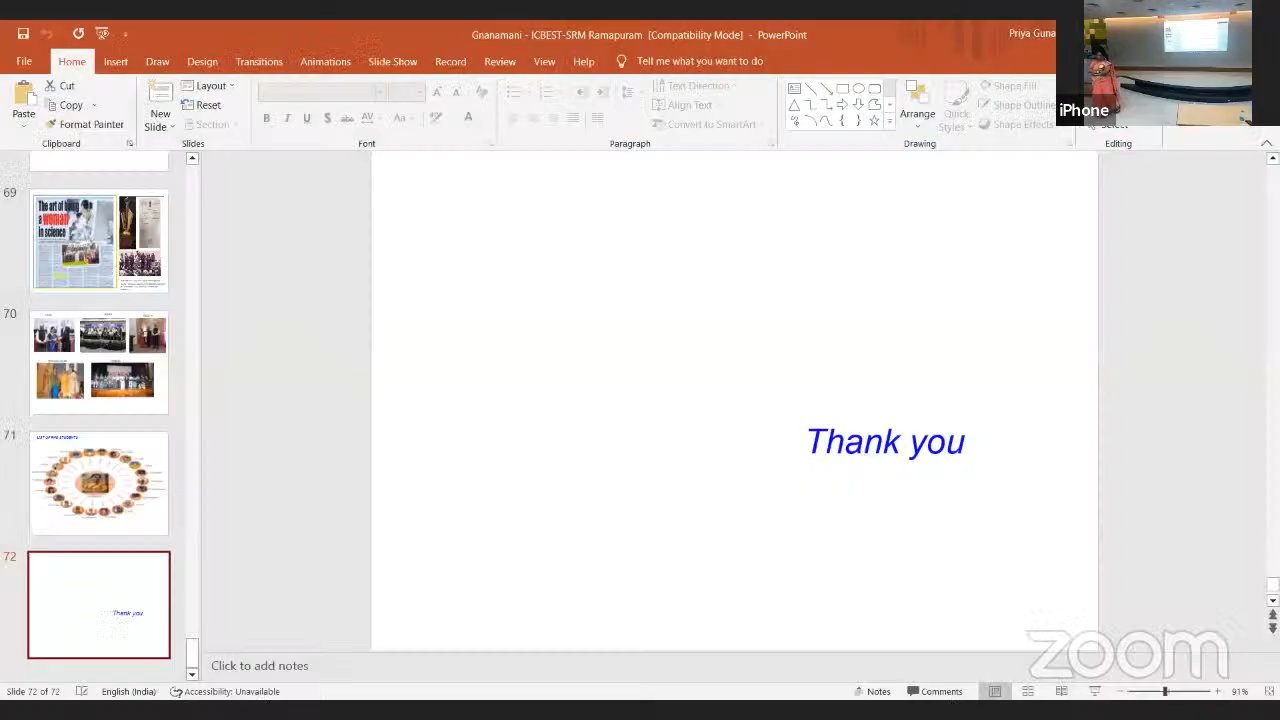 Gnanamani - ICBEST-SRM Ramapuram [Compatibility Mode] - PowerPoint
Priya Guna
File Home Insert Draw Design Transitions Animations Slide Show Record Review View Help Tell me what you want to do
Paste
Cut
Copy
Format Painter
Clipboard
New
Slide
Layout
Reset
Section
Slides
B I U S abc AV Aa A
Font
Text Direction
Align Text
Convert to SmartArt
Paragraph
Arrange
Quick
Styles
Shape Fill
Shape Outline
Shape Effects
Drawing
Select
Editing
iPhone
69
The art of being
a woman
in science
70
71
72
Thank you
Thank you
zoom
Click to add notes
Slide 72 of 72 English (India) Accessibility: Unavailable Notes Comments 91%